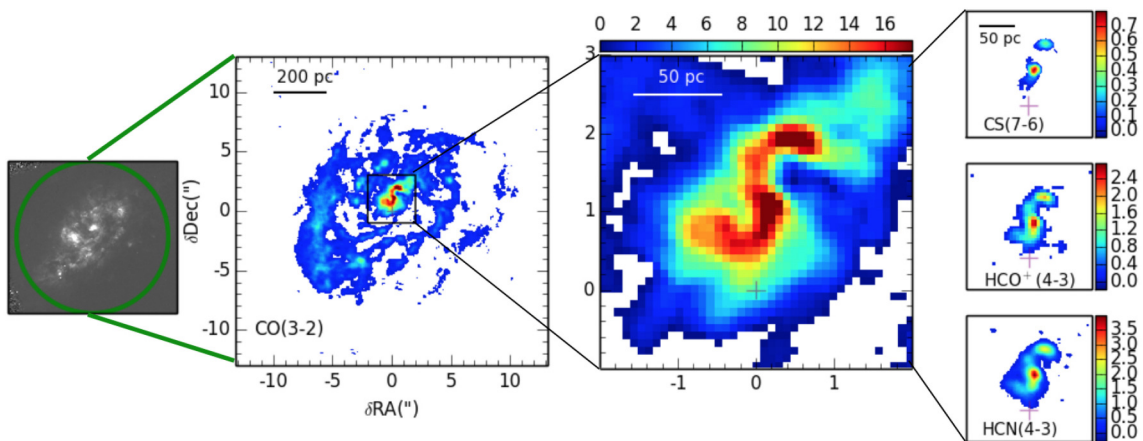 200 pc
10
5
0
-5
-10
δDec(")
CO(3-2)
-10 -5 0 5 10
δRA(")
0 2 4 6 8 10 12 14 16
50 pc
3
2
1
0
-1 0 1
50 pc
CS(7-6)
0.7
0.6
0.5
0.4
0.3
0.2
0.1
0.0
HCO⁺(4-3)
2.4
2.0
1.6
1.2
0.8
0.4
0.0
HCN(4-3)
3.5
3.0
2.5
2.0
1.5
1.0
0.5
0.0